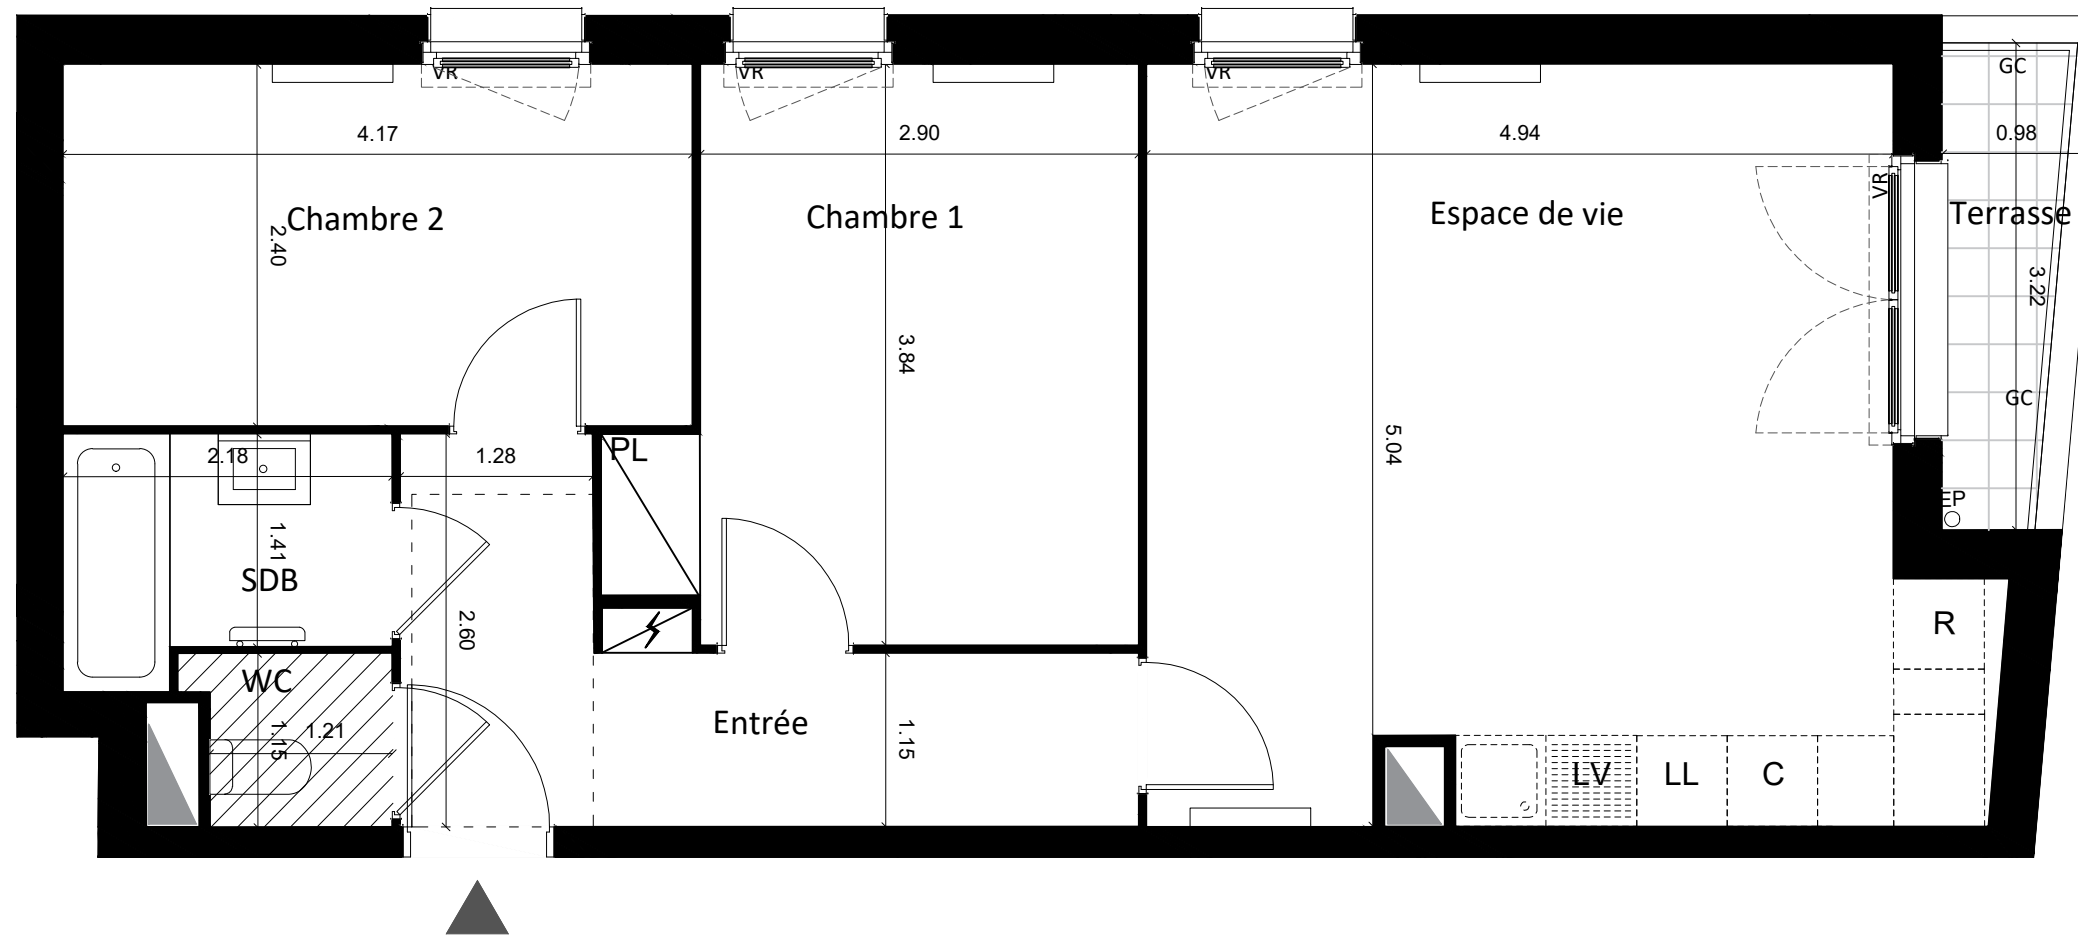 VR
VR
VR
GC
4.17
2.90
4.94
0.98
VR
Chambre 2
Chambre 1
Espace de vie
Terrasse
2.40
3.22
3.84
GC
5.04
PL
2.18
1.28
EP
1.41
SDB
2.60
R
WC
Entrée
1.21
1.15
1.15
LV
LL
C